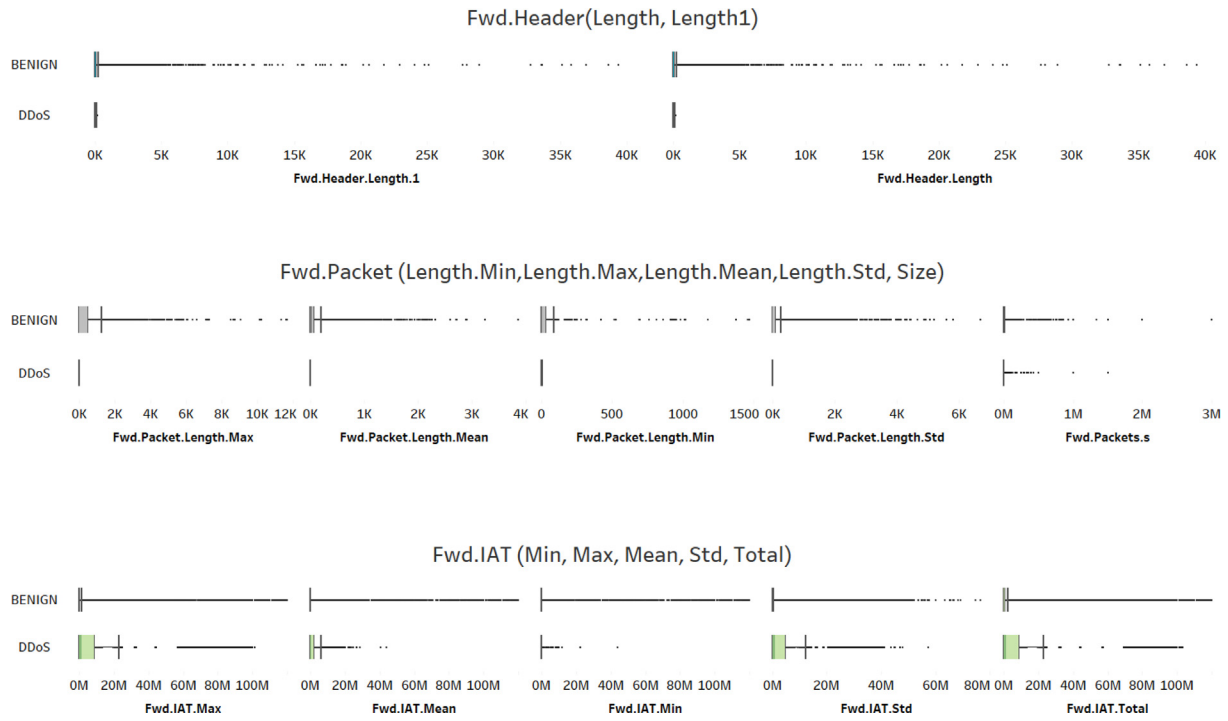 Fwd.Header(Length, Length1)
BENIGN
DDoS
0K 5K 10K 15K 20K 25K 30K 35K 40K 0K 5K 10K 15K 20K 25K 30K 35K 40K
Fwd.Header.Length.1 Fwd.Header.Length
Fwd.Packet (Length.Min,Length.Max,Length.Mean,Length.Std, Size)
BENIGN
DDoS
0K 2K 4K 6K 8K 10K 12K 0K 1K 2K 3K 4K 0 500 1000 1500 0K 2K 4K 6K 0M 1M 2M 3M
Fwd.Packet.Length.Max Fwd.Packet.Length.Mean Fwd.Packet.Length.Min Fwd.Packet.Length.Std Fwd.Packets.s
Fwd.IAT (Min, Max, Mean, Std, Total)
BENIGN
DDoS
0M 20M 40M 60M 80M 100M 0M 20M 40M 60M 80M 100M 0M 20M 40M 60M 80M 100M 0M 20M 40M 60M 80M 0M 20M 40M 60M 80M 100M
Fwd.IAT.Max Fwd.IAT.Mean Fwd.IAT.Min Fwd.IAT.Std Fwd.IAT.Total